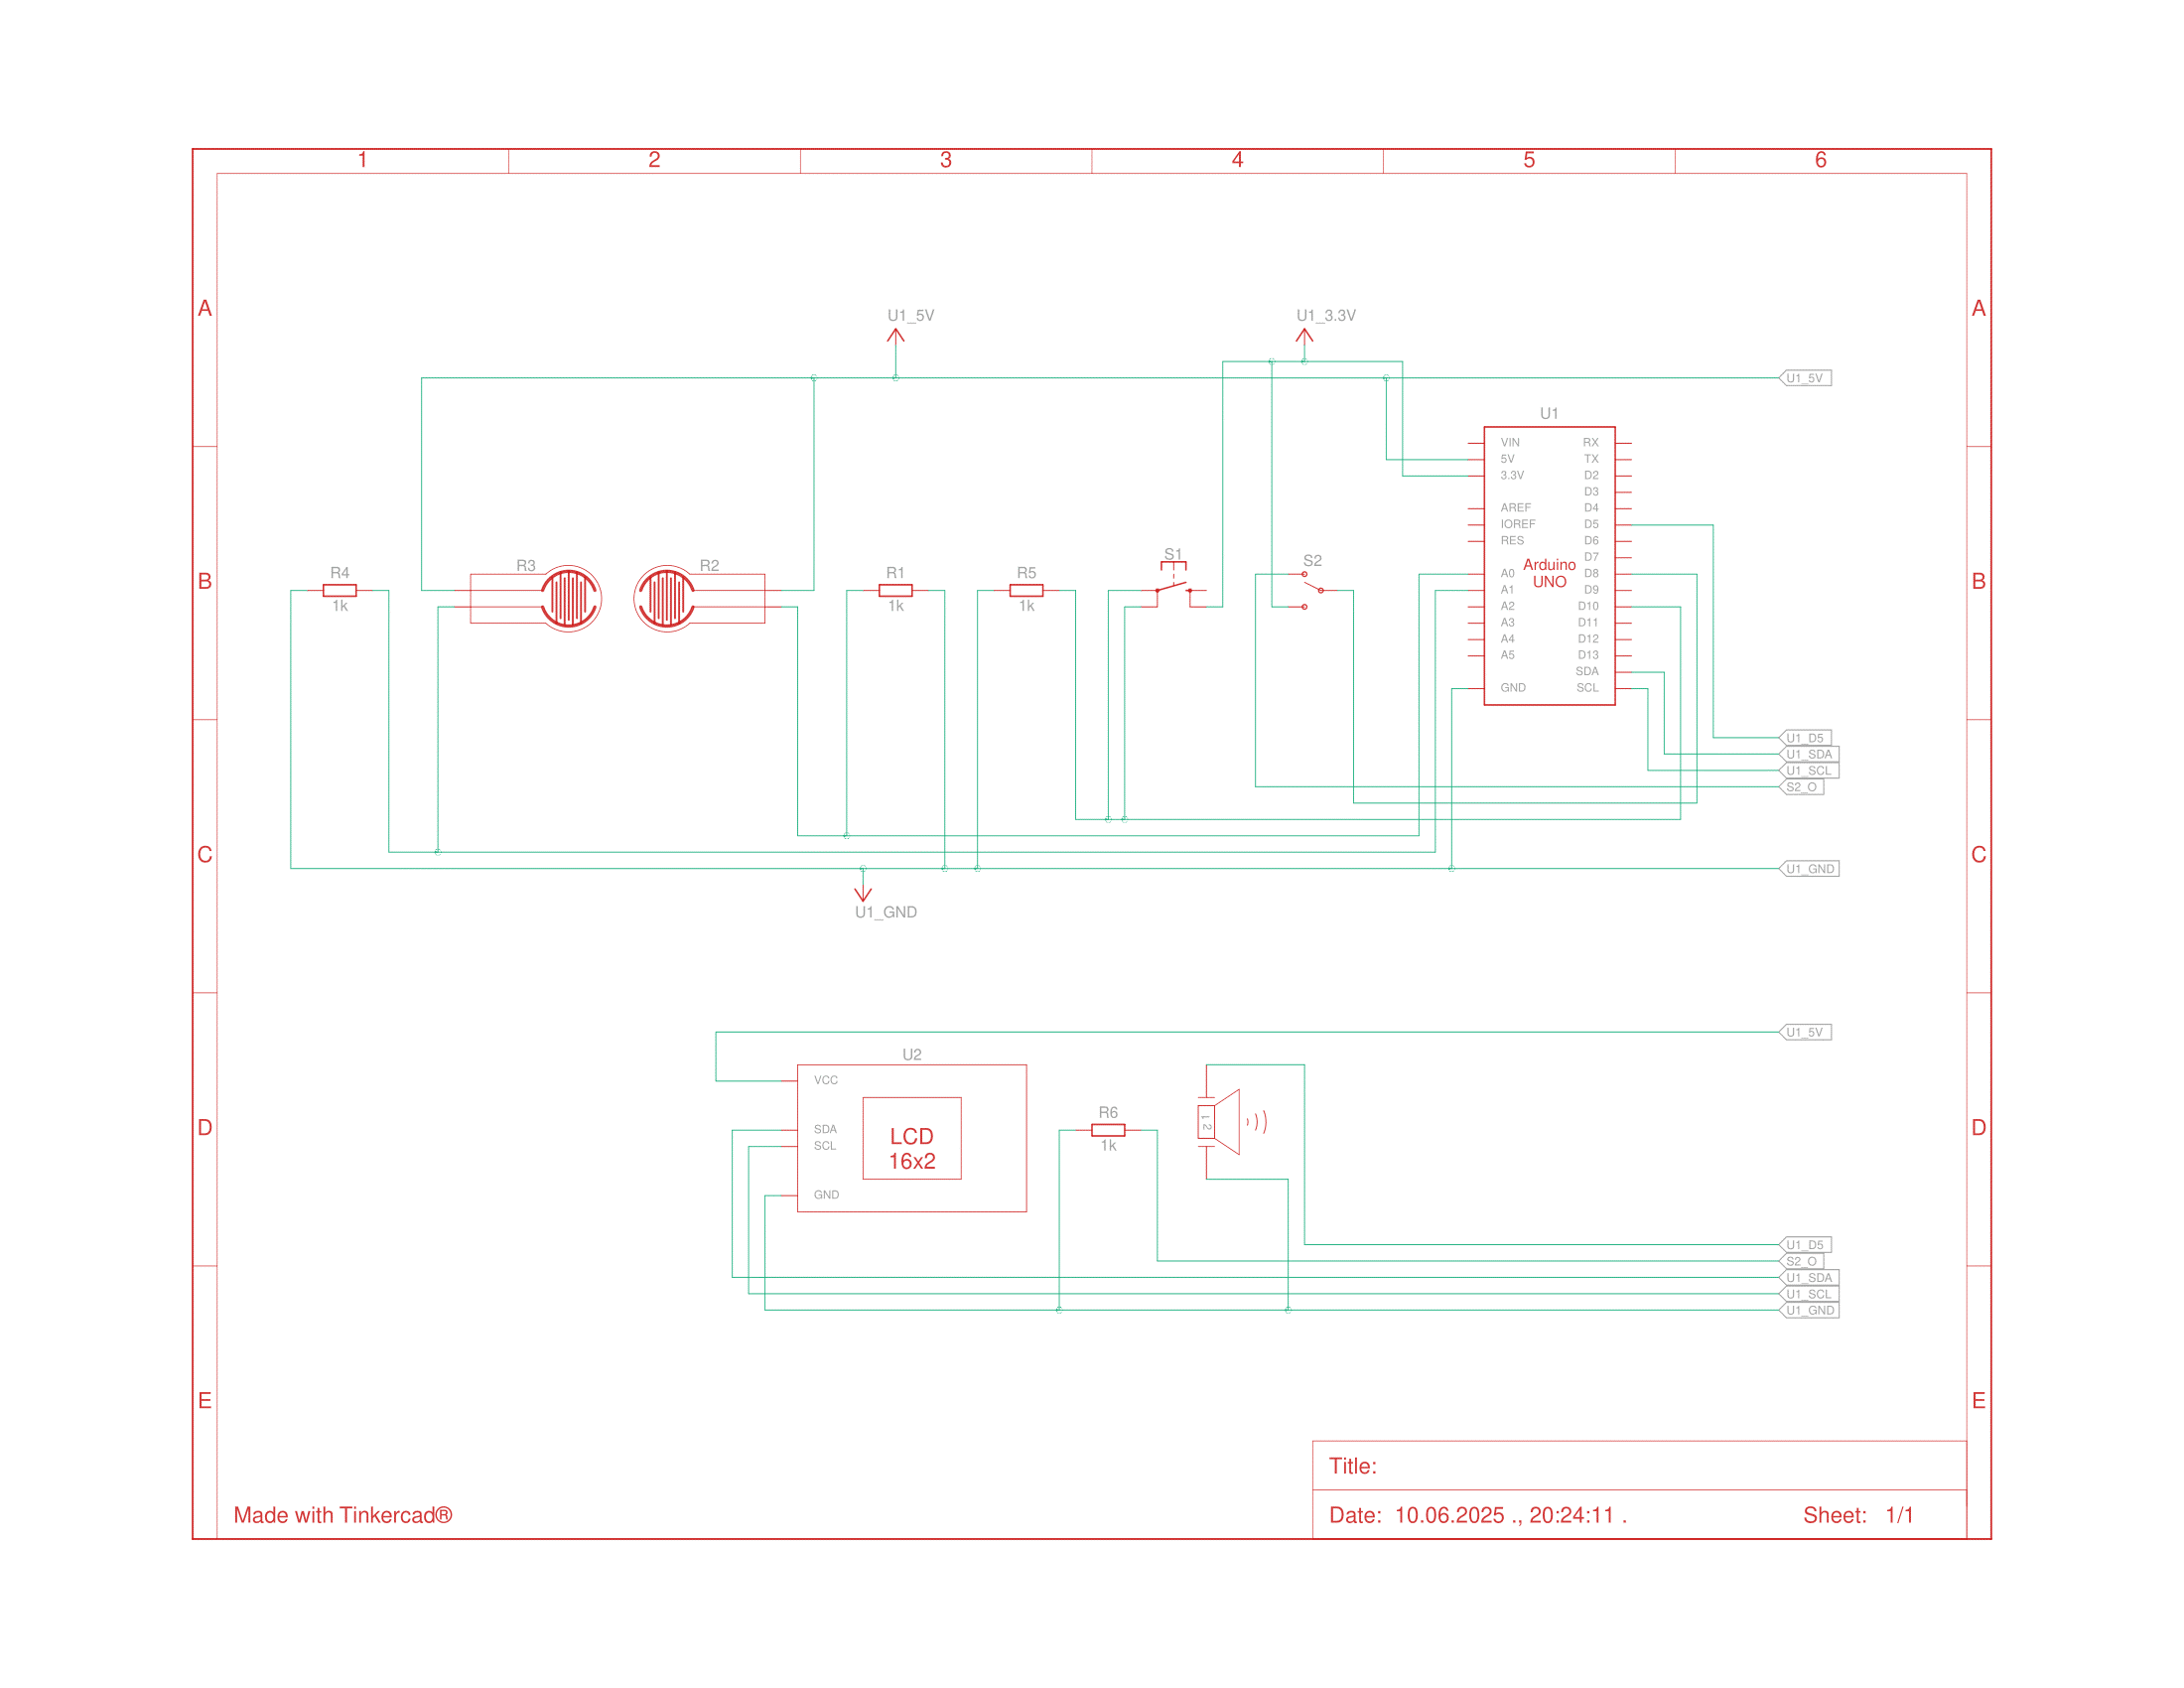 1 2 3 4 5 6
A A
U1_5V U1_3.3V
U1_5V
U1
VIN RX
5V TX
3.3V D2
D3
AREF D4
IOREF D5
RES D6
D7
A0 D8
A1 D9
A2 D10
A3 D11
A4 D12
A5 D13
SDA
GND SCL
Arduino
UNO
B B
R4
1k
R3
R2
R1
1k
R5
1k
S1
S2
U1_D5
U1_SDA
U1_SCL
S2_O
C C
U1_GND
U1_GND
U1_5V
U2
VCC
SDA
SCL
GND
LCD
16x2
R6
1k
1 2
D D
U1_D5
S2_O
U1_SDA
U1_SCL
U1_GND
E E
Title:
Made with Tinkercad®
Date: 10.06.2025 ., 20:24:11 . Sheet: 1/1